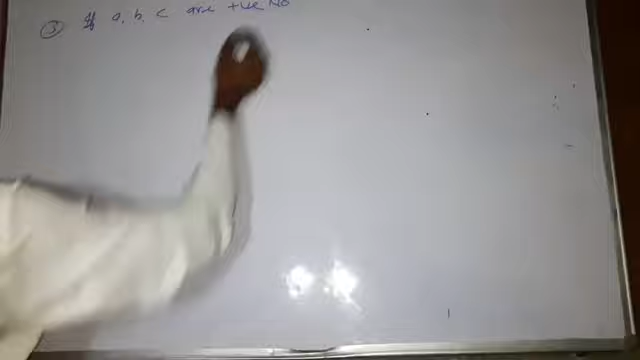 ③ If a, b, c are +ve No